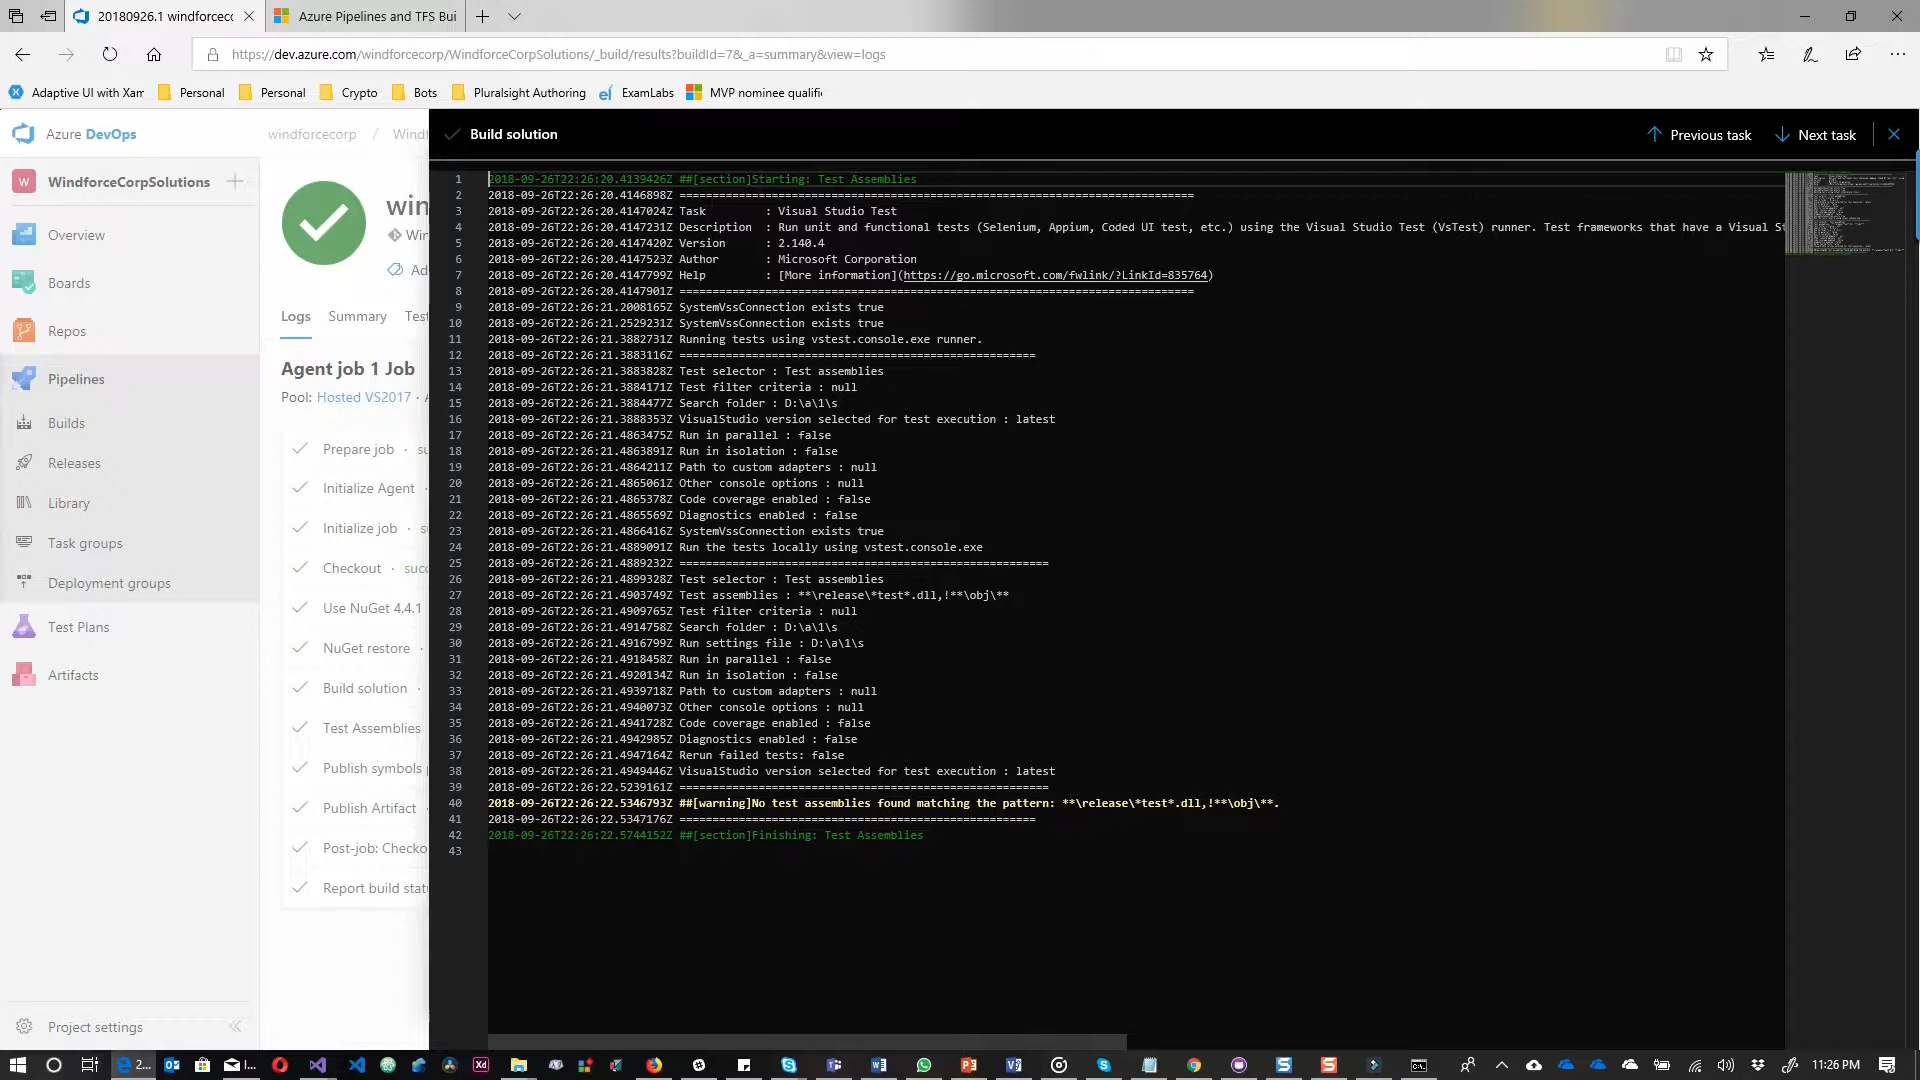 20180926.1 windforcecc
Azure Pipelines and TFS Bui
https://dev.azure.com/windforcecorp/WindforceCorpSolutions/_build/results?buildId=7&_a=summary&view=logs
Adaptive UI with Xam
Personal
Personal
Crypto
Bots
Pluralsight Authoring
ExamLabs
MVP nominee qualific
Azure DevOps
windforcecorp / Windf
W WindforceCorpSolutions
Overview
Boards
Repos
Pipelines
Builds
Releases
Library
Task groups
Deployment groups
Test Plans
Artifacts
Project settings
win
Win
Ad
Logs Summary Test
Agent job 1 Job
Pool: Hosted VS2017 · A
Prepare job · su
Initialize Agent ·
Initialize job · su
Checkout · succ
Use NuGet 4.4.1
NuGet restore ·
Build solution ·
Test Assemblies
Publish symbols p
Publish Artifact ·
Post-job: Checko
Report build statu
Build solution
Previous task
Next task
1 2018-09-26T22:26:20.4139426Z ##[section]Starting: Test Assemblies
2 2018-09-26T22:26:20.4146898Z ==============================================================================
3 2018-09-26T22:26:20.4147024Z Task : Visual Studio Test
4 2018-09-26T22:26:20.4147231Z Description : Run unit and functional tests (Selenium, Appium, Coded UI test, etc.) using the Visual Studio Test (VsTest) runner. Test frameworks that have a Visual St
5 2018-09-26T22:26:20.4147420Z Version : 2.140.4
6 2018-09-26T22:26:20.4147523Z Author : Microsoft Corporation
7 2018-09-26T22:26:20.4147799Z Help : [More information](https://go.microsoft.com/fwlink/?LinkId=835764)
8 2018-09-26T22:26:20.4147901Z ==============================================================================
9 2018-09-26T22:26:21.2008165Z SystemVssConnection exists true
10 2018-09-26T22:26:21.2529231Z SystemVssConnection exists true
11 2018-09-26T22:26:21.3882731Z Running tests using vstest.console.exe runner.
12 2018-09-26T22:26:21.3883116Z ======================================================
13 2018-09-26T22:26:21.3883828Z Test selector : Test assemblies
14 2018-09-26T22:26:21.3884171Z Test filter criteria : null
15 2018-09-26T22:26:21.3884477Z Search folder : D:\a\1\s
16 2018-09-26T22:26:21.3888353Z VisualStudio version selected for test execution : latest
17 2018-09-26T22:26:21.4863475Z Run in parallel : false
18 2018-09-26T22:26:21.4863891Z Run in isolation : false
19 2018-09-26T22:26:21.4864211Z Path to custom adapters : null
20 2018-09-26T22:26:21.4865061Z Other console options : null
21 2018-09-26T22:26:21.4865378Z Code coverage enabled : false
22 2018-09-26T22:26:21.4865569Z Diagnostics enabled : false
23 2018-09-26T22:26:21.4866416Z SystemVssConnection exists true
24 2018-09-26T22:26:21.4889091Z Run the tests locally using vstest.console.exe
25 2018-09-26T22:26:21.4889232Z ========================================================
26 2018-09-26T22:26:21.4899328Z Test selector : Test assemblies
27 2018-09-26T22:26:21.4903749Z Test assemblies : **\release\*test*.dll,!**\obj\**
28 2018-09-26T22:26:21.4909765Z Test filter criteria : null
29 2018-09-26T22:26:21.4914758Z Search folder : D:\a\1\s
30 2018-09-26T22:26:21.4916799Z Run settings file : D:\a\1\s
31 2018-09-26T22:26:21.4918458Z Run in parallel : false
32 2018-09-26T22:26:21.4920134Z Run in isolation : false
33 2018-09-26T22:26:21.4939718Z Path to custom adapters : null
34 2018-09-26T22:26:21.4940073Z Other console options : null
35 2018-09-26T22:26:21.4941728Z Code coverage enabled : false
36 2018-09-26T22:26:21.4942985Z Diagnostics enabled : false
37 2018-09-26T22:26:21.4947164Z Rerun failed tests: false
38 2018-09-26T22:26:21.4949446Z VisualStudio version selected for test execution : latest
39 2018-09-26T22:26:22.5239161Z ========================================================
40 2018-09-26T22:26:22.5346793Z ##[warning]No test assemblies found matching the pattern: **\release\*test*.dll,!**\obj\**.
41 2018-09-26T22:26:22.5347176Z ======================================================
42 2018-09-26T22:26:22.5744152Z ##[section]Finishing: Test Assemblies
43
2...
I...
11:26 PM